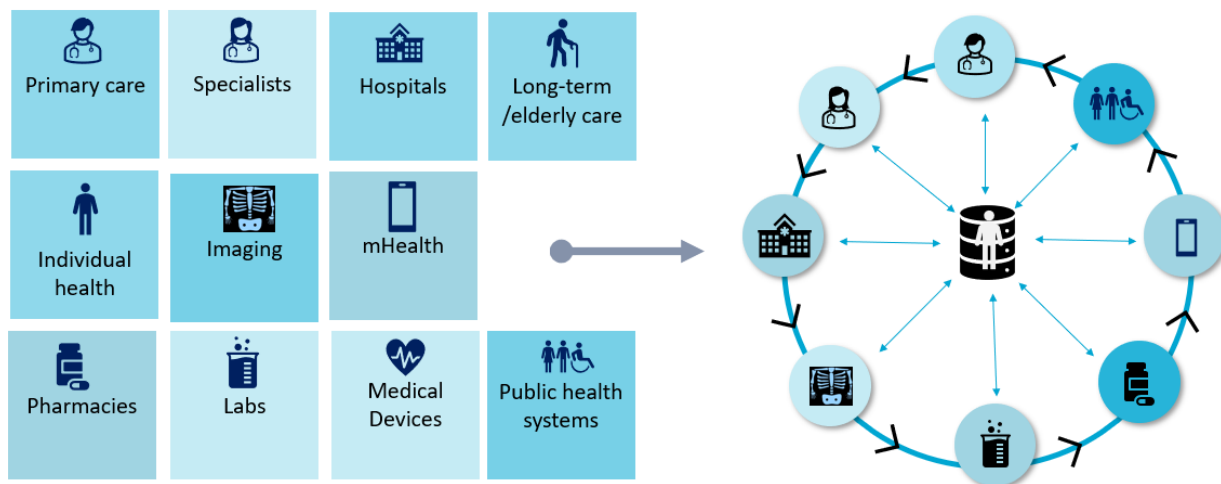 Primary care
Specialists
Hospitals
Long-term
/elderly care
Individual
health
Imaging
mHealth
Pharmacies
Labs
Medical
Devices
Public health
systems